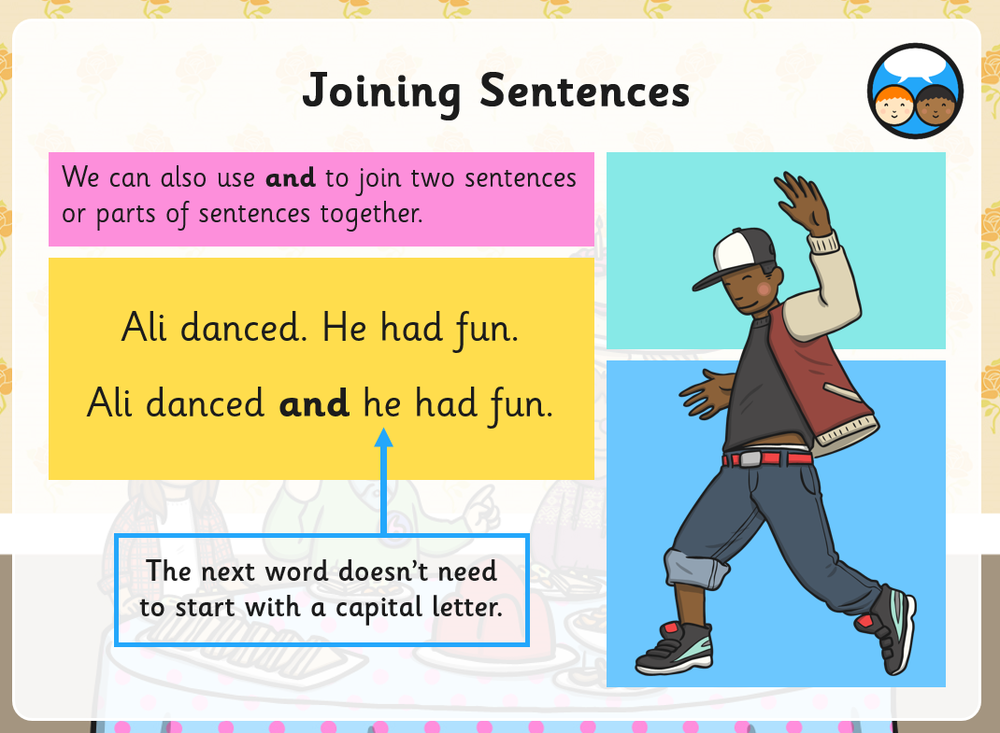 Joining Sentences
We can also use and to join two sentences
or parts of sentences together.
Ali danced. He had fun.
Ali danced and he had fun.
The next word doesn’t need
to start with a capital letter.